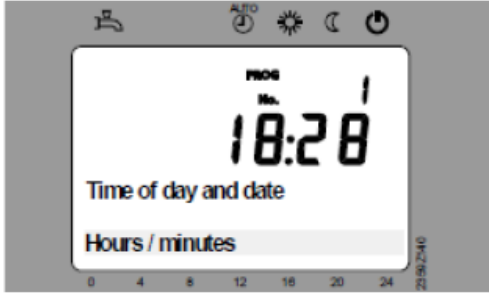 AUTO
PROG
No. 1
18:28
Time of day and date
Hours / minutes
0 4 8 12 16 20 24
2359Z340